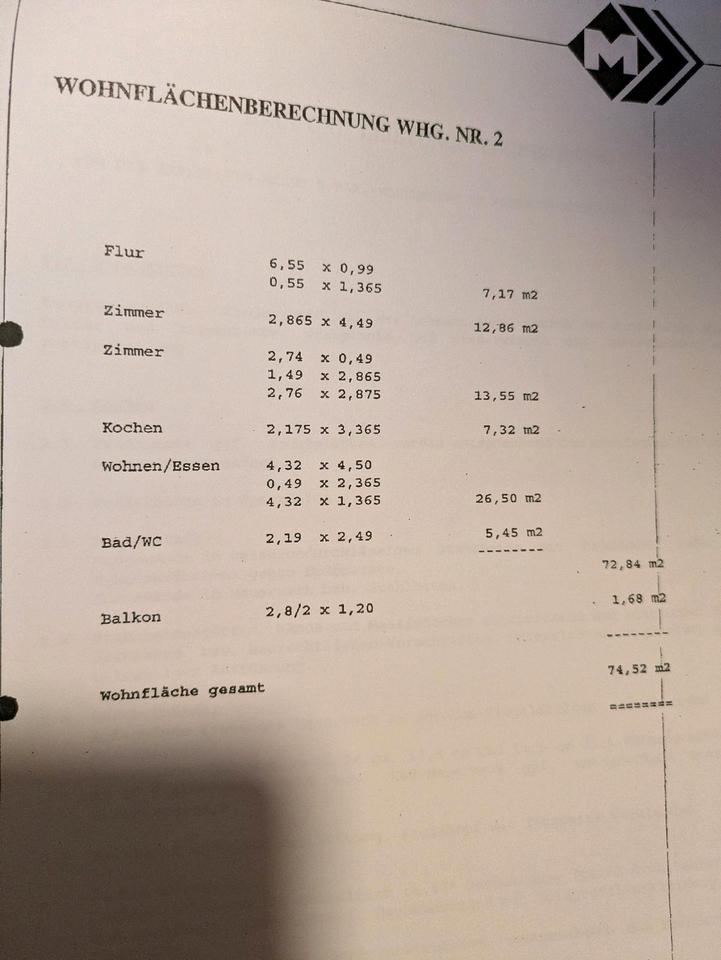 M
WOHNFLÄCHENBERECHNUNG WHG. NR. 2
Flur
6,55 x 0,99
0,55 x 1,365 7,17 m2
Zimmer 2,865 x 4,49 12,86 m2
Zimmer
2,74 x 0,49
1,49 x 2,865
2,76 x 2,875 13,55 m2
Kochen 2,175 x 3,365 7,32 m2
Wohnen/Essen 4,32 x 4,50
0,49 x 2,365
4,32 x 1,365 26,50 m2
Bad/WC 2,19 x 2,49 5,45 m2
--------
72,84 m2
Balkon 2,8/2 x 1,20 1,68 m2
--------
Wohnfläche gesamt 74,52 m2
========